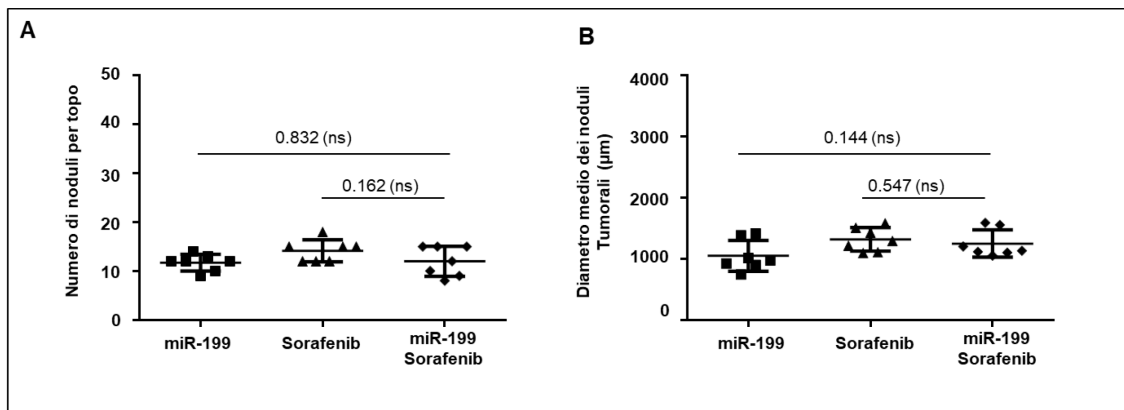 A
Numero di noduli per topo
50
40
30
20
10
0
0.832 (ns)
0.162 (ns)
miR-199
Sorafenib
miR-199
Sorafenib
B
Diametro medio dei noduli
Tumorali (µm)
4000
3000
2000
1000
0
0.144 (ns)
0.547 (ns)
miR-199
Sorafenib
miR-199
Sorafenib